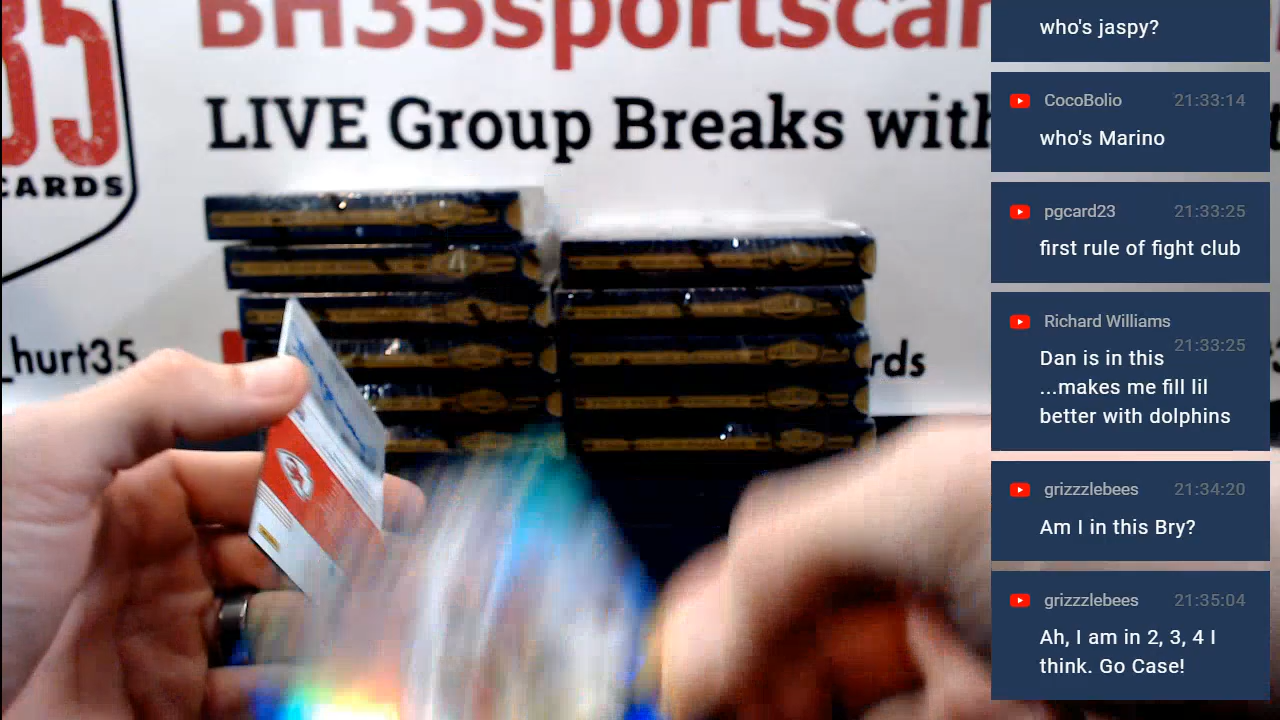 BH35sportscar
LIVE Group Breaks with
35
CARDS
_hurt35
rds
who's jaspy?
CocoBolio 21:33:14
who's Marino
pgcard23 21:33:25
first rule of fight club
Richard Williams
21:33:25
Dan is in this
...makes me fill lil
better with dolphins
grizzzlebees 21:34:20
Am I in this Bry?
grizzzlebees 21:35:04
Ah, I am in 2, 3, 4 I
think. Go Case!